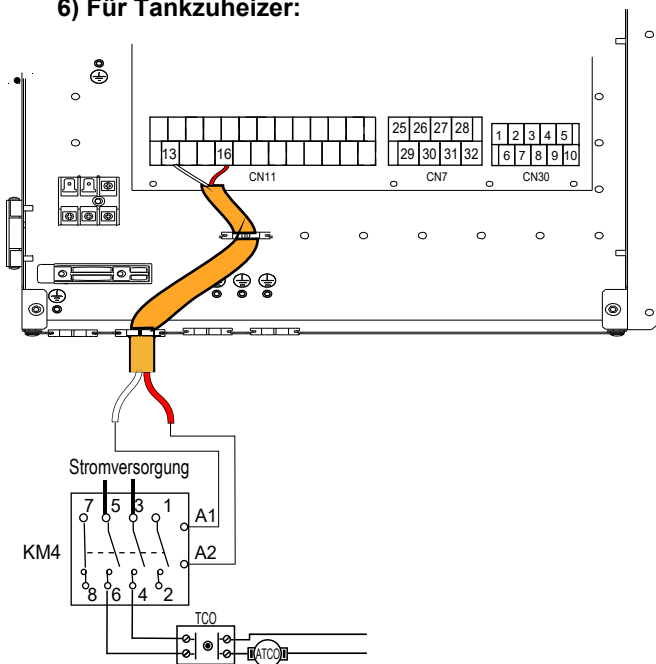 6) Für Tankzuheizer:
25 26 27 28
1 2 3 4 5
13 16
29 30 31 32
6 7 8 9 10
CN11
CN7
CN30
Stromversorgung
7 5 3 1
A1
KM4
A2
8 6 4 2
TCO
ATCO